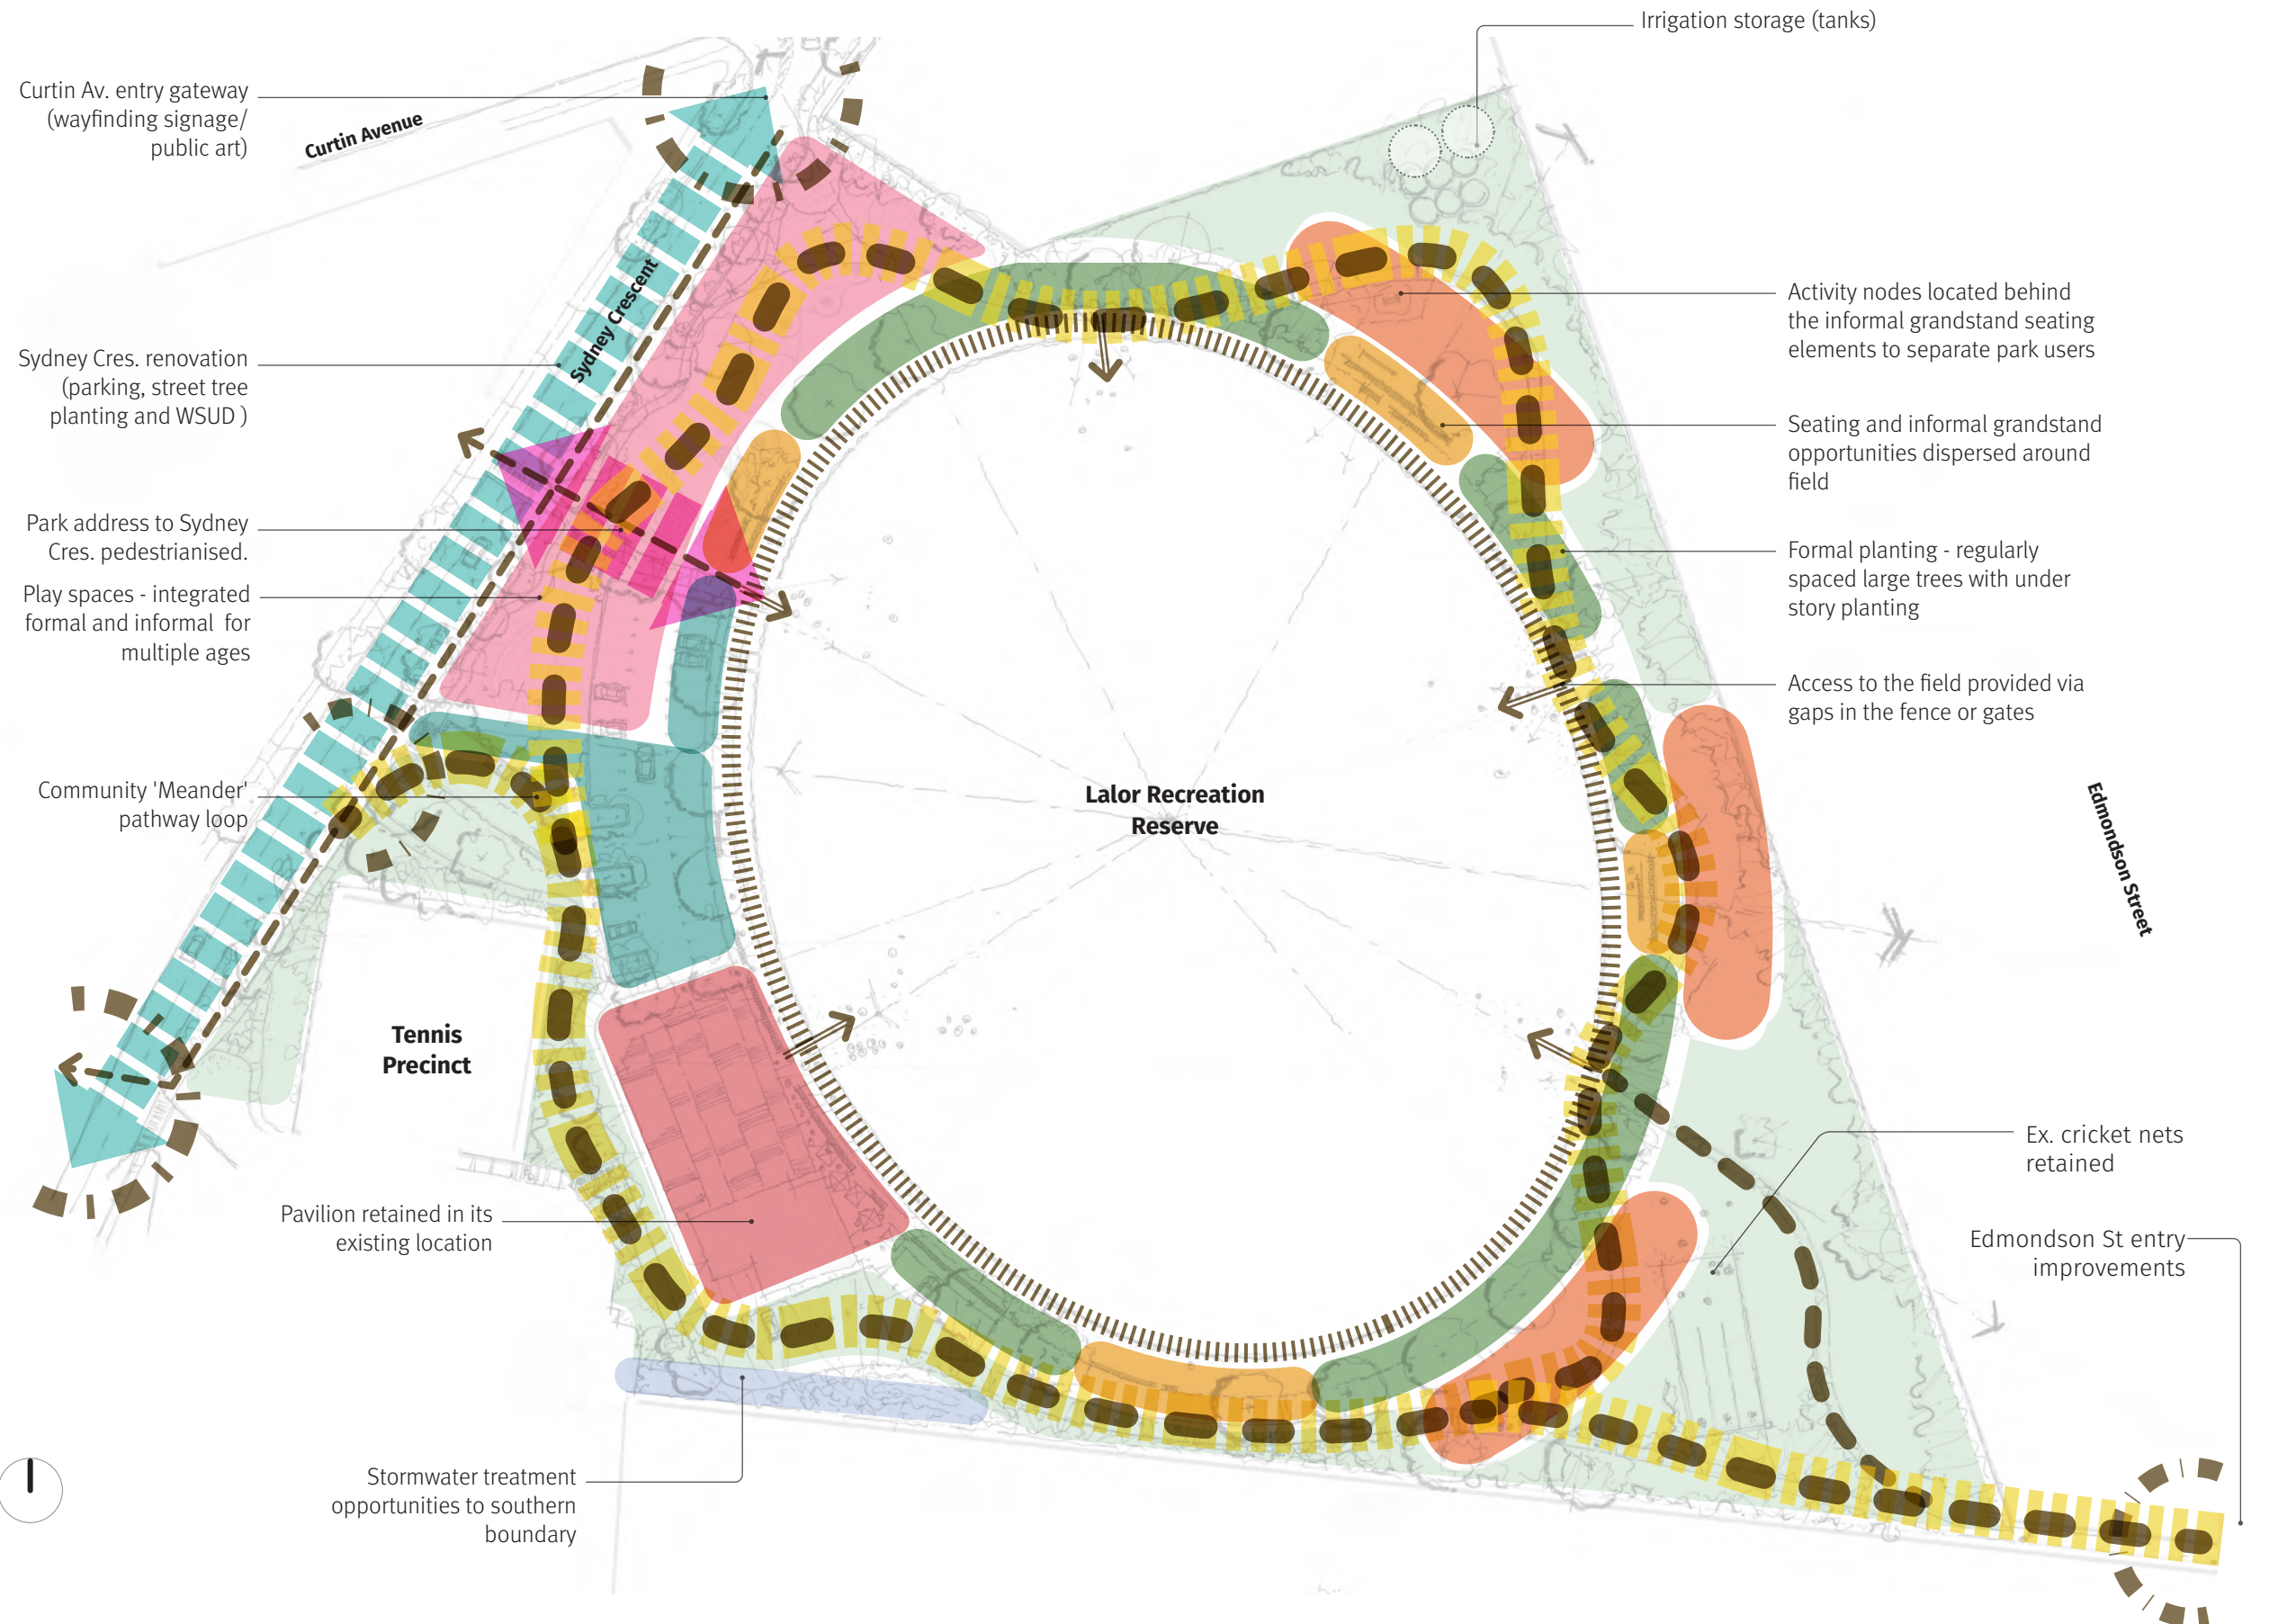 Irrigation storage (tanks)
Curtin Av. entry gateway
(wayfinding signage/
public art)
Curtin Avenue
Sydney Crescent
Sydney Cres. renovation
(parking, street tree
planting and WSUD )
Park address to Sydney
Cres. pedestrianised.
Play spaces - integrated
formal and informal  for
multiple ages
Community 'Meander'
pathway loop
Activity nodes located behind
the informal grandstand seating
elements to separate park users
Seating and informal grandstand
opportunities dispersed around
field
Formal planting - regularly
spaced large trees with under
story planting
Access to the field provided via
gaps in the fence or gates
Lalor Recreation
Reserve
Edmondson Street
Tennis
Precinct
Pavilion retained in its
existing location
Ex. cricket nets
retained
Edmondson St entry
improvements
Stormwater treatment
opportunities to southern
boundary